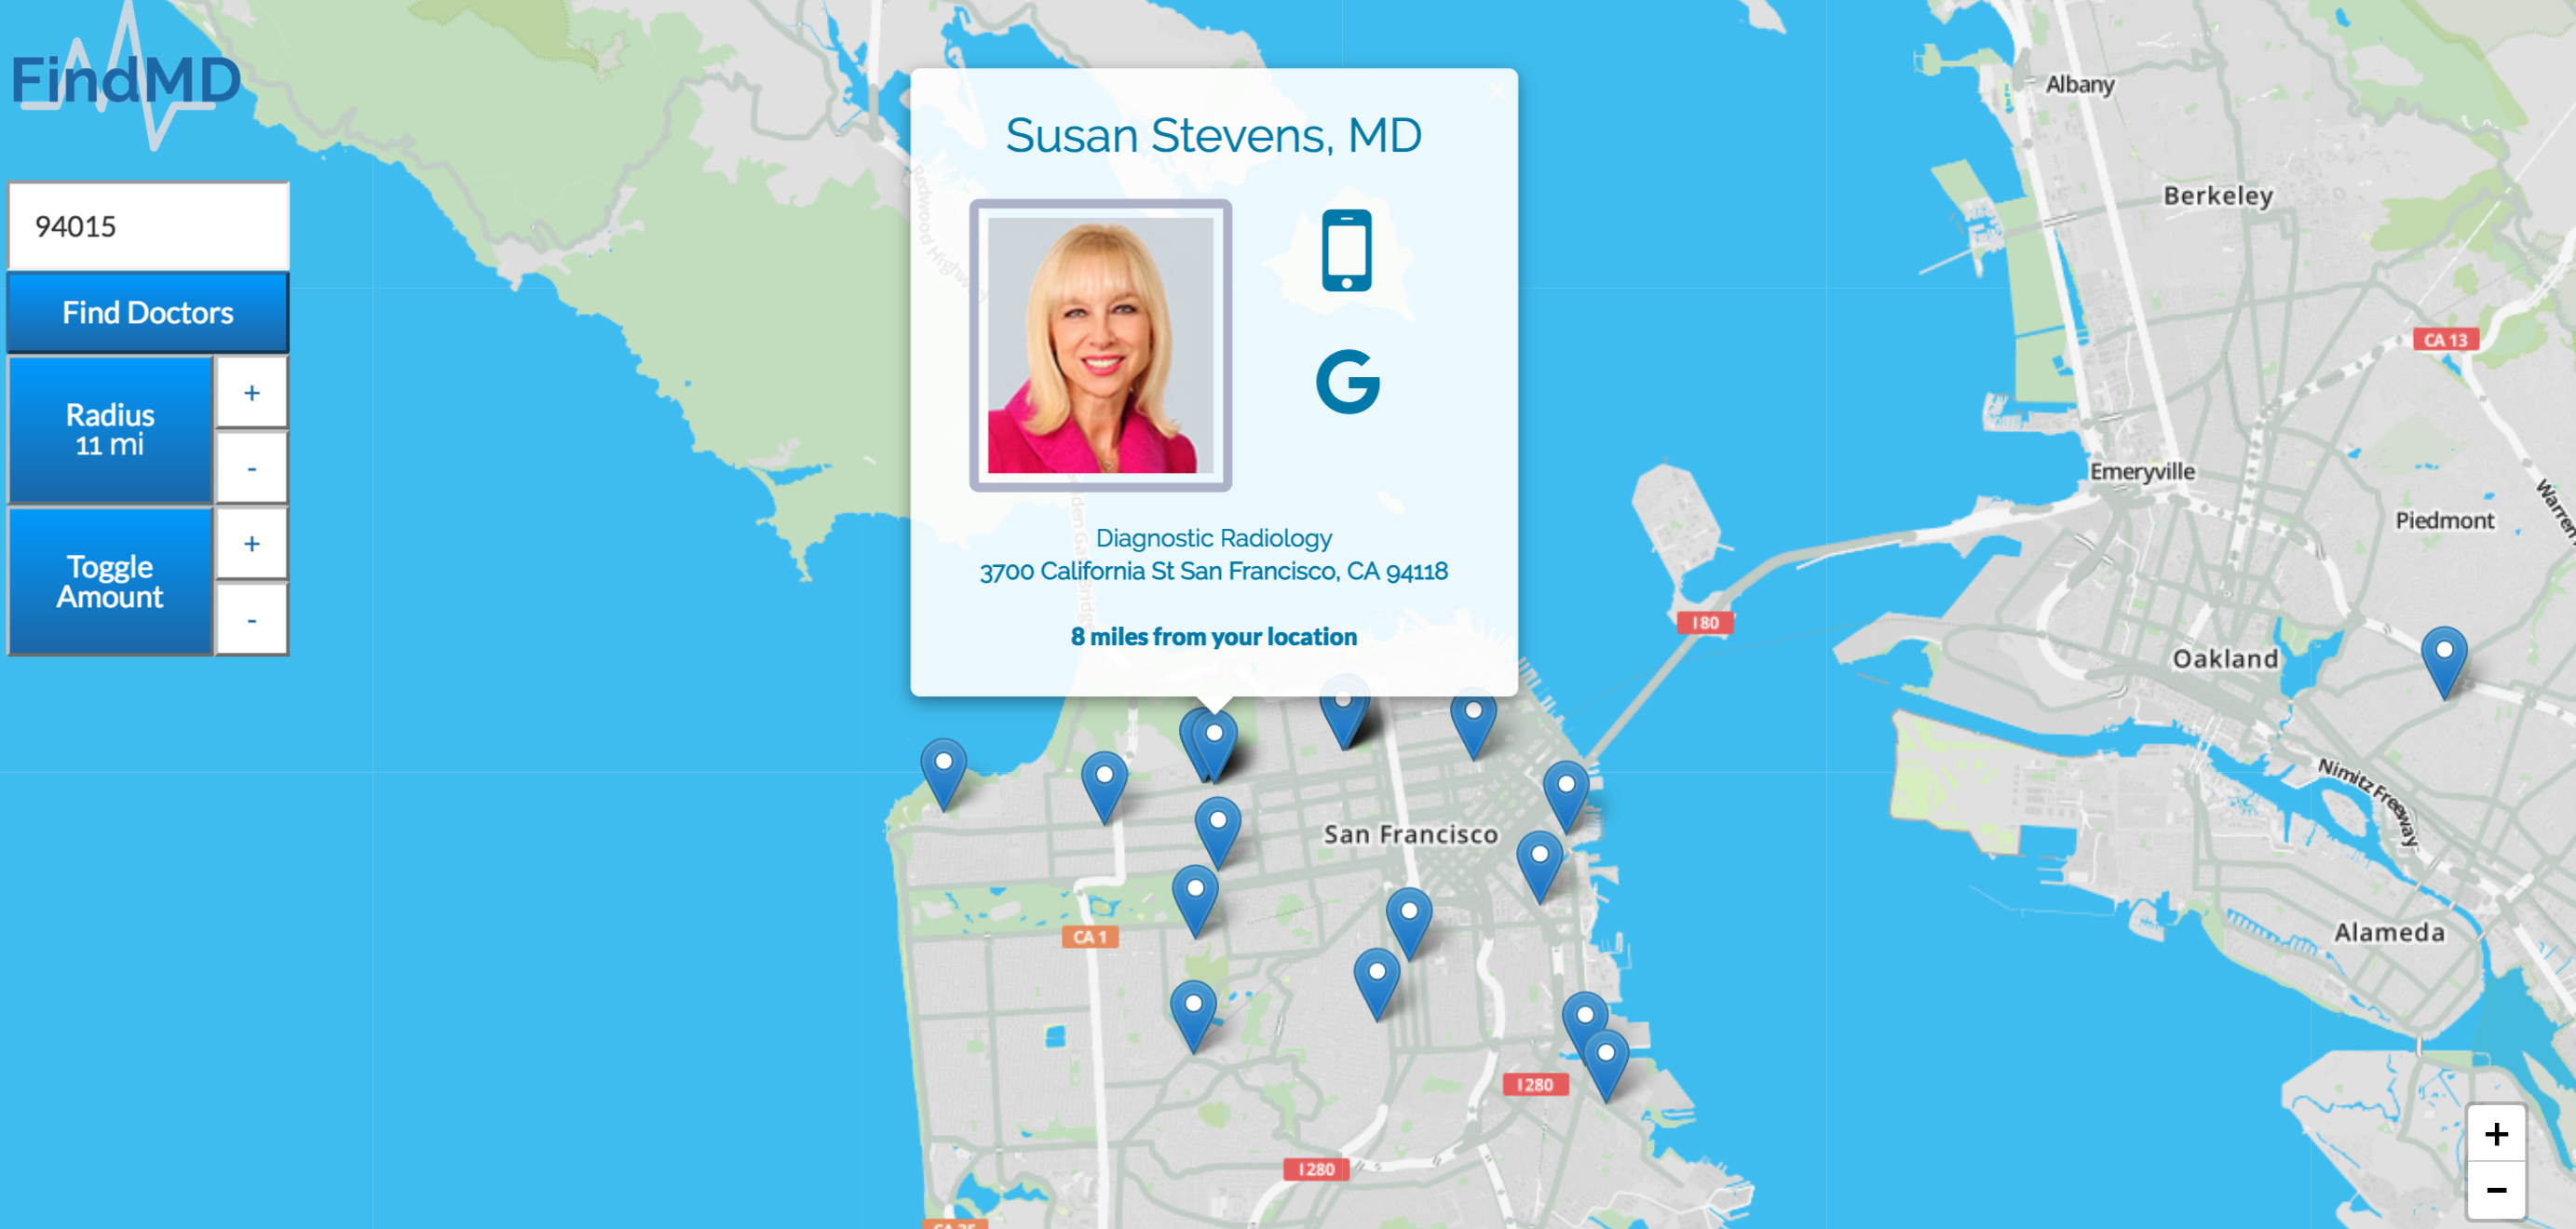 FindMD
94015
Find Doctors
Radius
11 mi
+
-
Toggle
Amount
+
-
Susan Stevens, MD
G
Diagnostic Radiology
3700 California St San Francisco, CA 94118
8 miles from your location
Redwood Highway
Albany
Berkeley
CA 13
Emeryville
Piedmont
I 80
Oakland
San Francisco
Nimitz Freeway
CA 1
Alameda
I 280
I 280
+
−